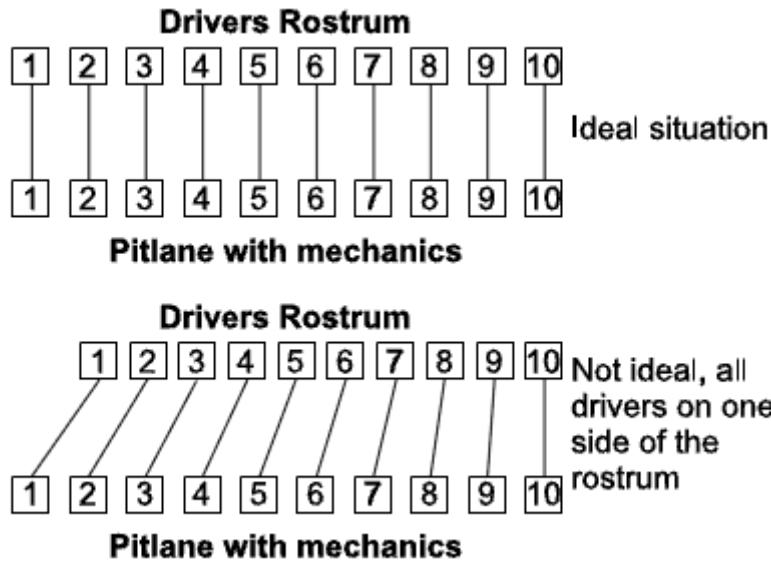 Drivers Rostrum
1 2 3 4 5 6 7 8 9 10
Ideal situation
1 2 3 4 5 6 7 8 9 10
Pitlane with mechanics
Drivers Rostrum
1 2 3 4 5 6 7 8 9 10
Not ideal, all
drivers on one
side of the
rostrum
1 2 3 4 5 6 7 8 9 10
Pitlane with mechanics